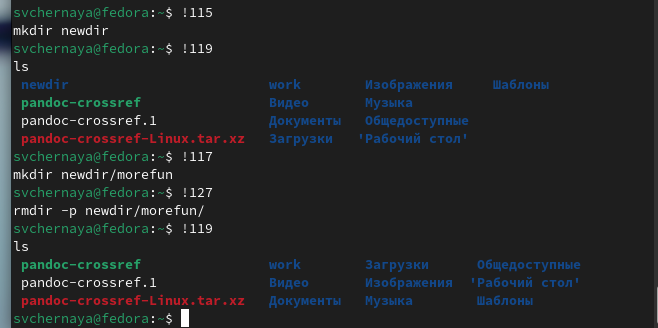 svchernaya@fedora:~$ !115
mkdir newdir
svchernaya@fedora:~$ !119
ls
newdir work Изображения Шаблоны
pandoc-crossref Видео Музыка
pandoc-crossref.1 Документы Общедоступные
pandoc-crossref-Linux.tar.xz Загрузки 'Рабочий стол'
svchernaya@fedora:~$ !117
mkdir newdir/morefun
svchernaya@fedora:~$ !127
rmdir -p newdir/morefun/
svchernaya@fedora:~$ !119
ls
pandoc-crossref work Загрузки Общедоступные
pandoc-crossref.1 Видео Изображения 'Рабочий стол'
pandoc-crossref-Linux.tar.xz Документы Музыка Шаблоны
svchernaya@fedora:~$